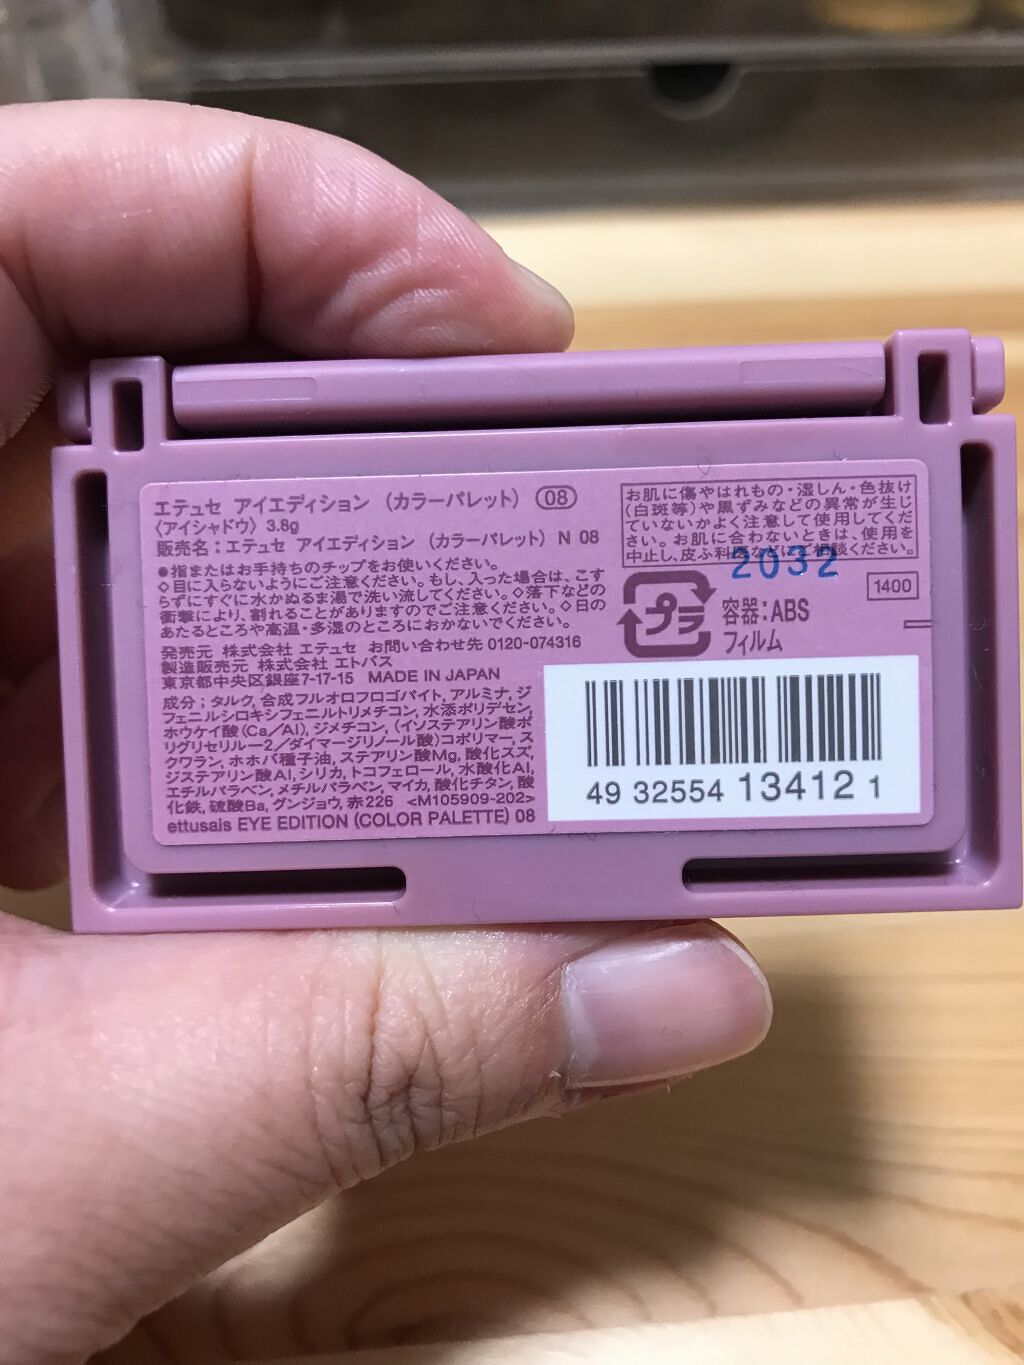 エテュセ アイエディション （カラーパレット） 08
〈アイシャドウ〉 3.8g
販売名：エテュセ アイエディション （カラーパレット） N 08
●指またはお手持ちのチップをお使いください。
◇目に入らないようにご注意ください。もし、入った場合は、こす
らずにすぐに水かぬるま湯で洗い流してください。◇落下などの
衝撃により、割れることがありますのでご注意ください。◇日の
あたるところや高温・多湿のところにおかないでください。
発売元 株式会社 エテュセ お問い合わせ先 0120-074316
製造販売元 株式会社 エトバス
東京都中央区銀座7-17-15 MADE IN JAPAN
成分；タルク, 合成フルオロフロゴパイト, アルミナ, ジ
フェニルシロキシフェニルトリメチコン, 水添ポリデセン,
ホウケイ酸(Ca／Al), ジメチコン, (イソステアリン酸ポ
リグリセリル－2／ダイマージリノール酸)コポリマー, ス
クワラン, ホホバ種子油, ステアリン酸Mg, 酸化スズ,
ジステアリン酸Al, シリカ, トコフェロール, 水酸化Al,
エチルパラベン, メチルパラベン, マイカ, 酸化チタン, 酸
化鉄, 硫酸Ba, グンジョウ, 赤226 <M105909-202>
ettusais EYE EDITION (COLOR PALETTE) 08
お肌に傷やはれもの・湿しん・色抜け
(白斑等)や黒ずみなどの異常が生じ
ていないかよく注意して使用してくだ
さい。お肌に合わないときは、使用を
中止し、皮ふ科医などにご相談ください。
2032
1400
プラ
容器：ABS
フィルム
49 32554 13412 1